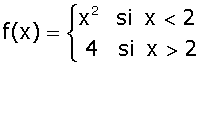 f(x) = { x² si x < 2
4 si x > 2